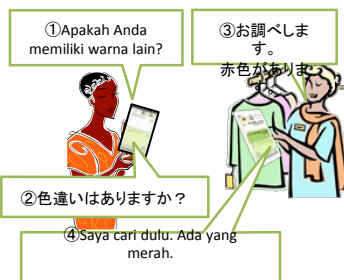 ①Apakah Anda
memiliki warna lain?
③お調べしま
す。
赤色がありま
す。
②色違いはありますか？
④Saya cari dulu. Ada yang
merah.